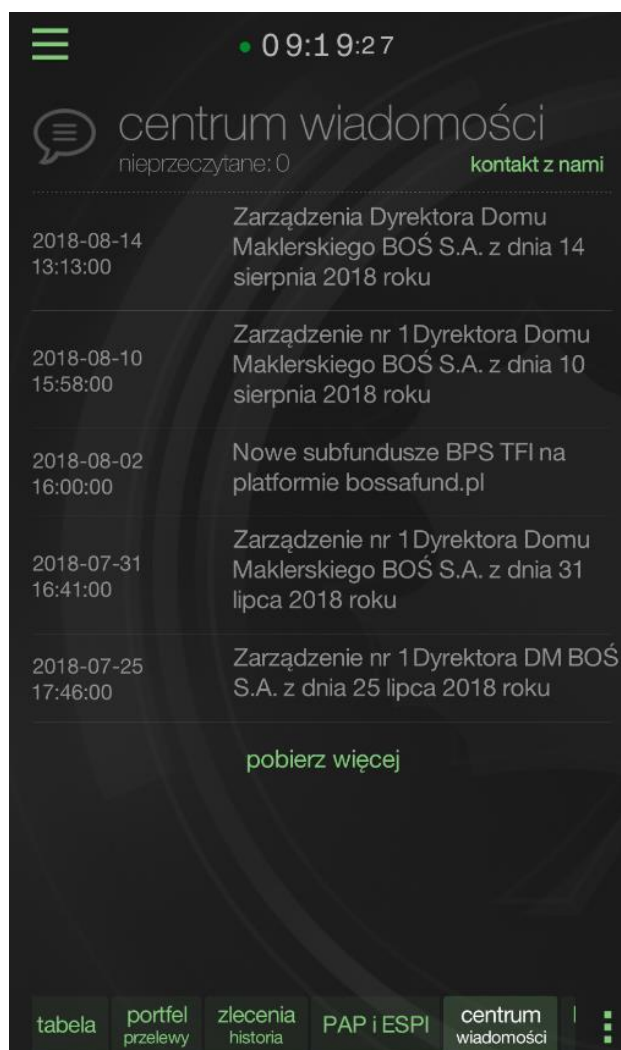 09:19:27
centrum wiadomości
nieprzeczytane: 0
kontakt z nami
2018-08-14
13:13:00
Zarządzenia Dyrektora Domu
Maklerskiego BOŚ S.A. z dnia 14
sierpnia 2018 roku
2018-08-10
15:58:00
Zarządzenie nr 1 Dyrektora Domu
Maklerskiego BOŚ S.A. z dnia 10
sierpnia 2018 roku
2018-08-02
16:00:00
Nowe subfundusze BPS TFI na
platformie bossafund.pl
2018-07-31
16:41:00
Zarządzenie nr 1 Dyrektora Domu
Maklerskiego BOŚ S.A. z dnia 31
lipca 2018 roku
2018-07-25
17:46:00
Zarządzenie nr 1 Dyrektora DM BOŚ
S.A. z dnia 25 lipca 2018 roku
pobierz więcej
tabela
portfel
przelewy
zlecenia
historia
PAP i ESPI
centrum
wiadomości